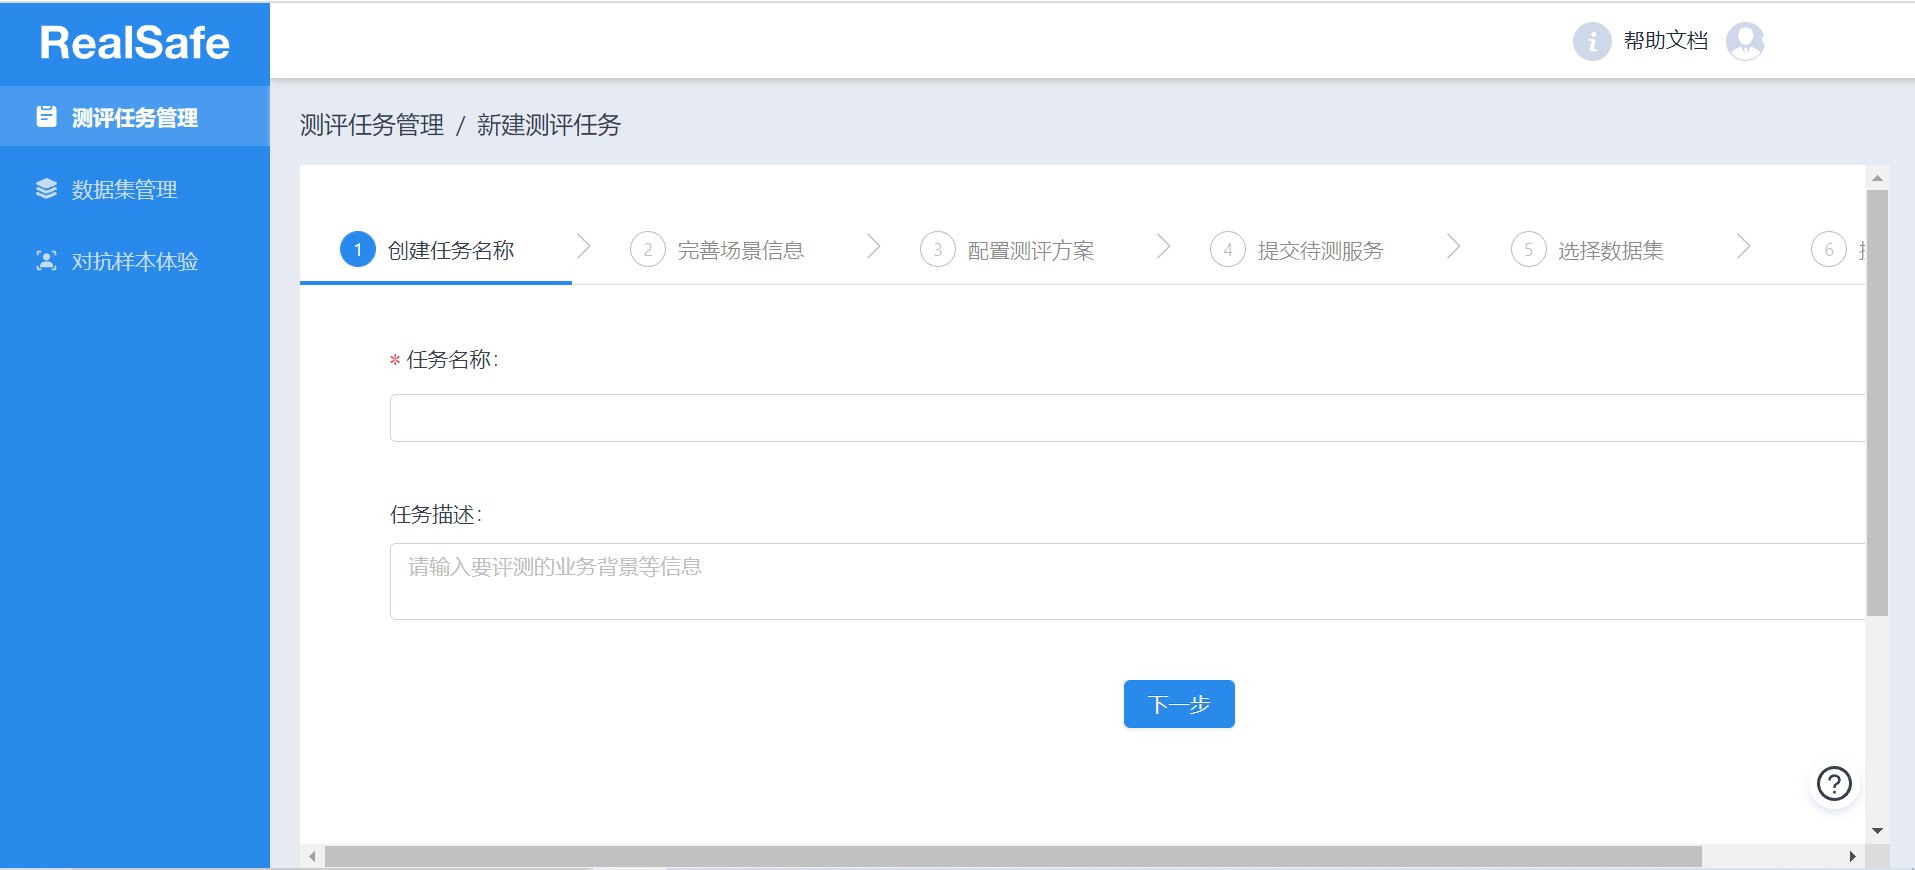 RealSafe
帮助文档
测评任务管理
数据集管理
对抗样本体验
测评任务管理 / 新建测评任务
1 创建任务名称 2 完善场景信息 3 配置测评方案 4 提交待测服务 5 选择数据集 6
* 任务名称:
任务描述:
请输入要评测的业务背景等信息
下一步